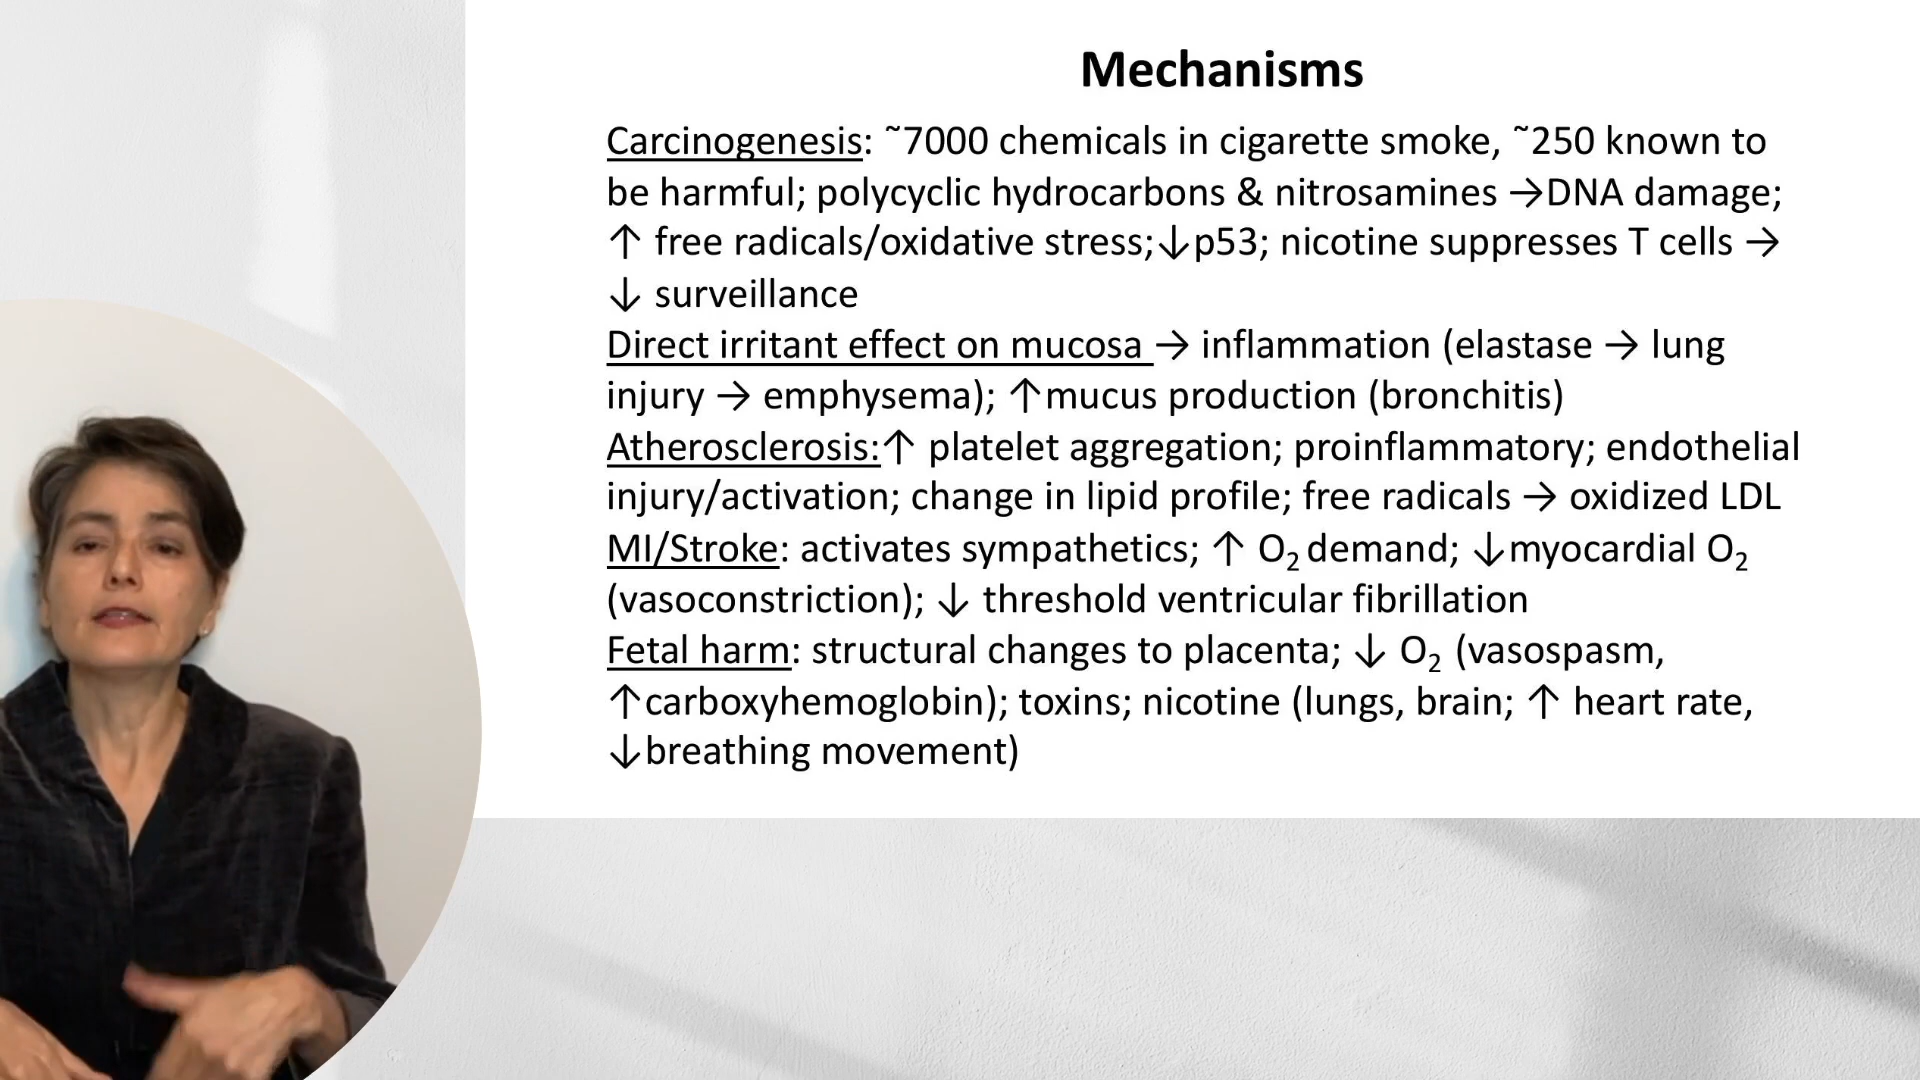 Mechanisms
Carcinogenesis: ˜7000 chemicals in cigarette smoke, ˜250 known to
be harmful; polycyclic hydrocarbons & nitrosamines →DNA damage;
↑ free radicals/oxidative stress;↓p53; nicotine suppresses T cells →
↓ surveillance
Direct irritant effect on mucosa → inflammation (elastase → lung
injury → emphysema); ↑mucus production (bronchitis)
Atherosclerosis:↑ platelet aggregation; proinflammatory; endothelial
injury/activation; change in lipid profile; free radicals → oxidized LDL
MI/Stroke: activates sympathetics; ↑ O₂ demand; ↓myocardial O₂
(vasoconstriction); ↓ threshold ventricular fibrillation
Fetal harm: structural changes to placenta; ↓ O₂ (vasospasm,
↑carboxyhemoglobin); toxins; nicotine (lungs, brain; ↑ heart rate,
↓breathing movement)